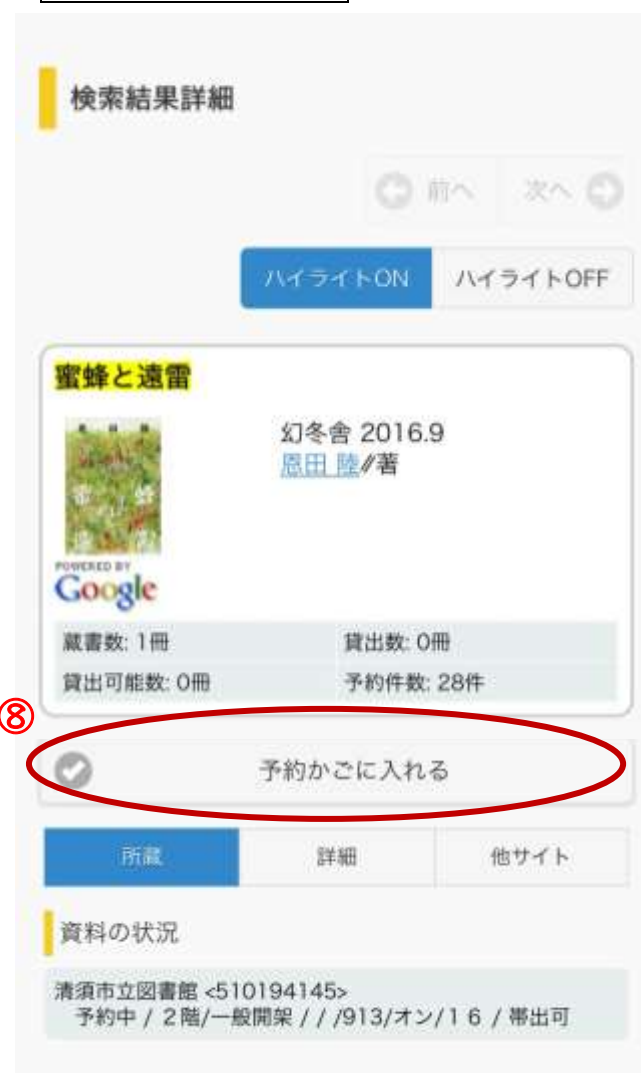 検索結果詳細
前へ 次へ
ハイライトON ハイライトOFF
蜜蜂と遠雷
幻冬舎 2016.9
恩田 陸∥著
蜜 蜂
POWERED BY
Google
蔵書数: 1冊 貸出数: 0冊
貸出可能数: 0冊 予約件数: 28件
⑧
予約かごに入れる
所蔵 詳細 他サイト
資料の状況
清須市立図書館 <510194145>
予約中 / 2階/一般開架 / / /913/オン/1 6 / 帯出可